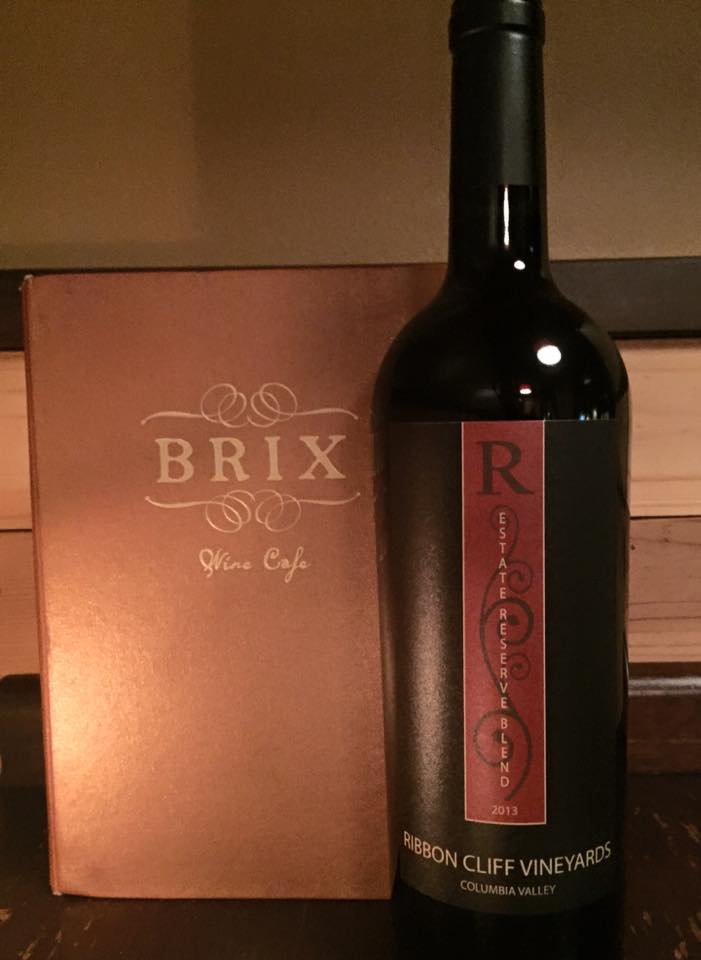 BRIX
Wine Cafe
R
ESTATE RESERVE BLEND
2013
RIBBON CLIFF VINEYARDS
COLUMBIA VALLEY